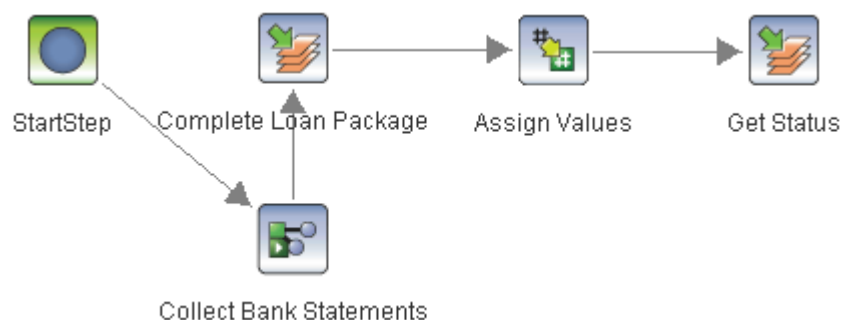 StartStep
Complete Loan Package
Assign Values
Get Status
Collect Bank Statements